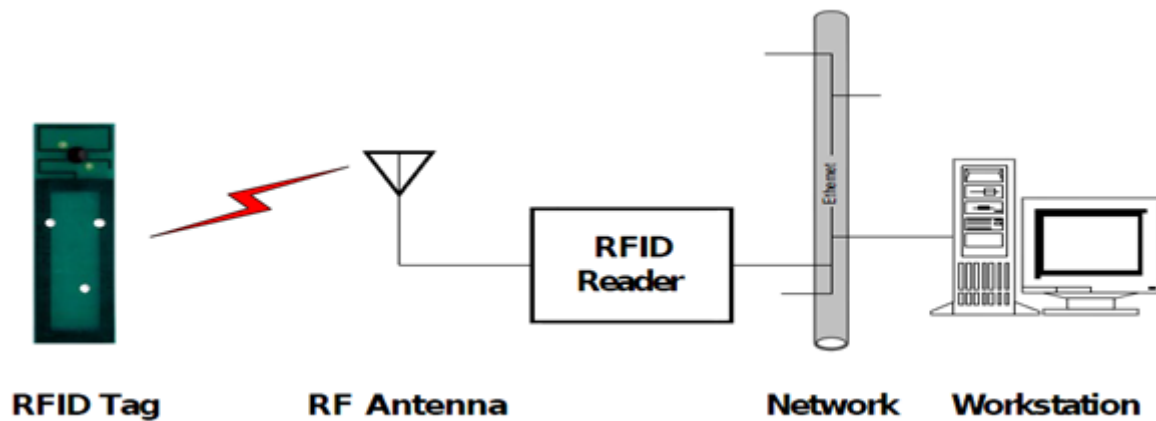 Ethernet
RFID
Reader
RFID Tag
RF Antenna
Network
Workstation